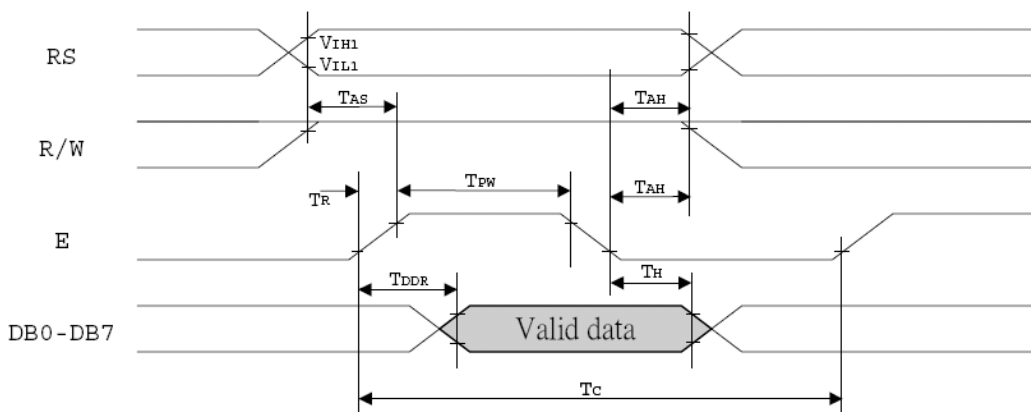 RS
VIH1
VIL1
TAS
TAH
R/W
TPW
TAH
TR
E
TDDR
TH
DB0-DB7
Valid data
TC